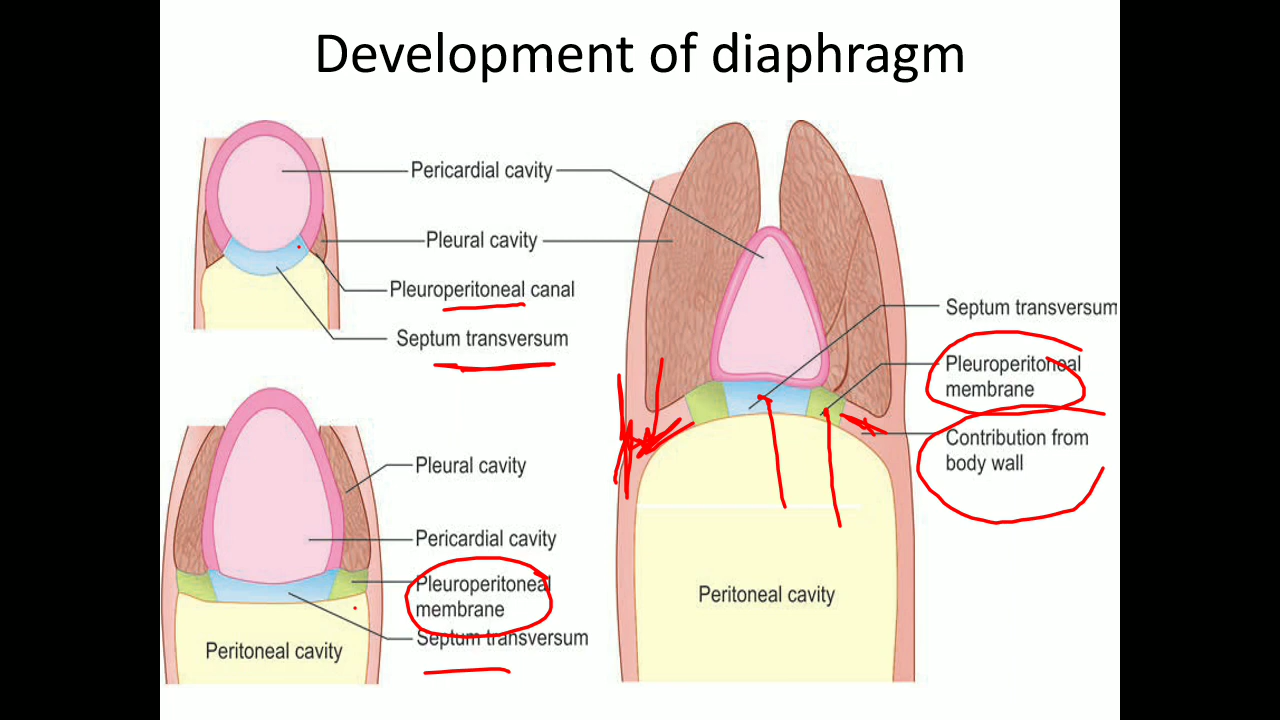 Development of diaphragm
Pericardial cavity
Pleural cavity
Pleuroperitoneal canal
Septum transversum
Pleural cavity
Pericardial cavity
Pleuroperitoneal
membrane
Septum transversum
Peritoneal cavity
Septum transversum
Pleuroperitoneal
membrane
Contribution from
body wall
Peritoneal cavity